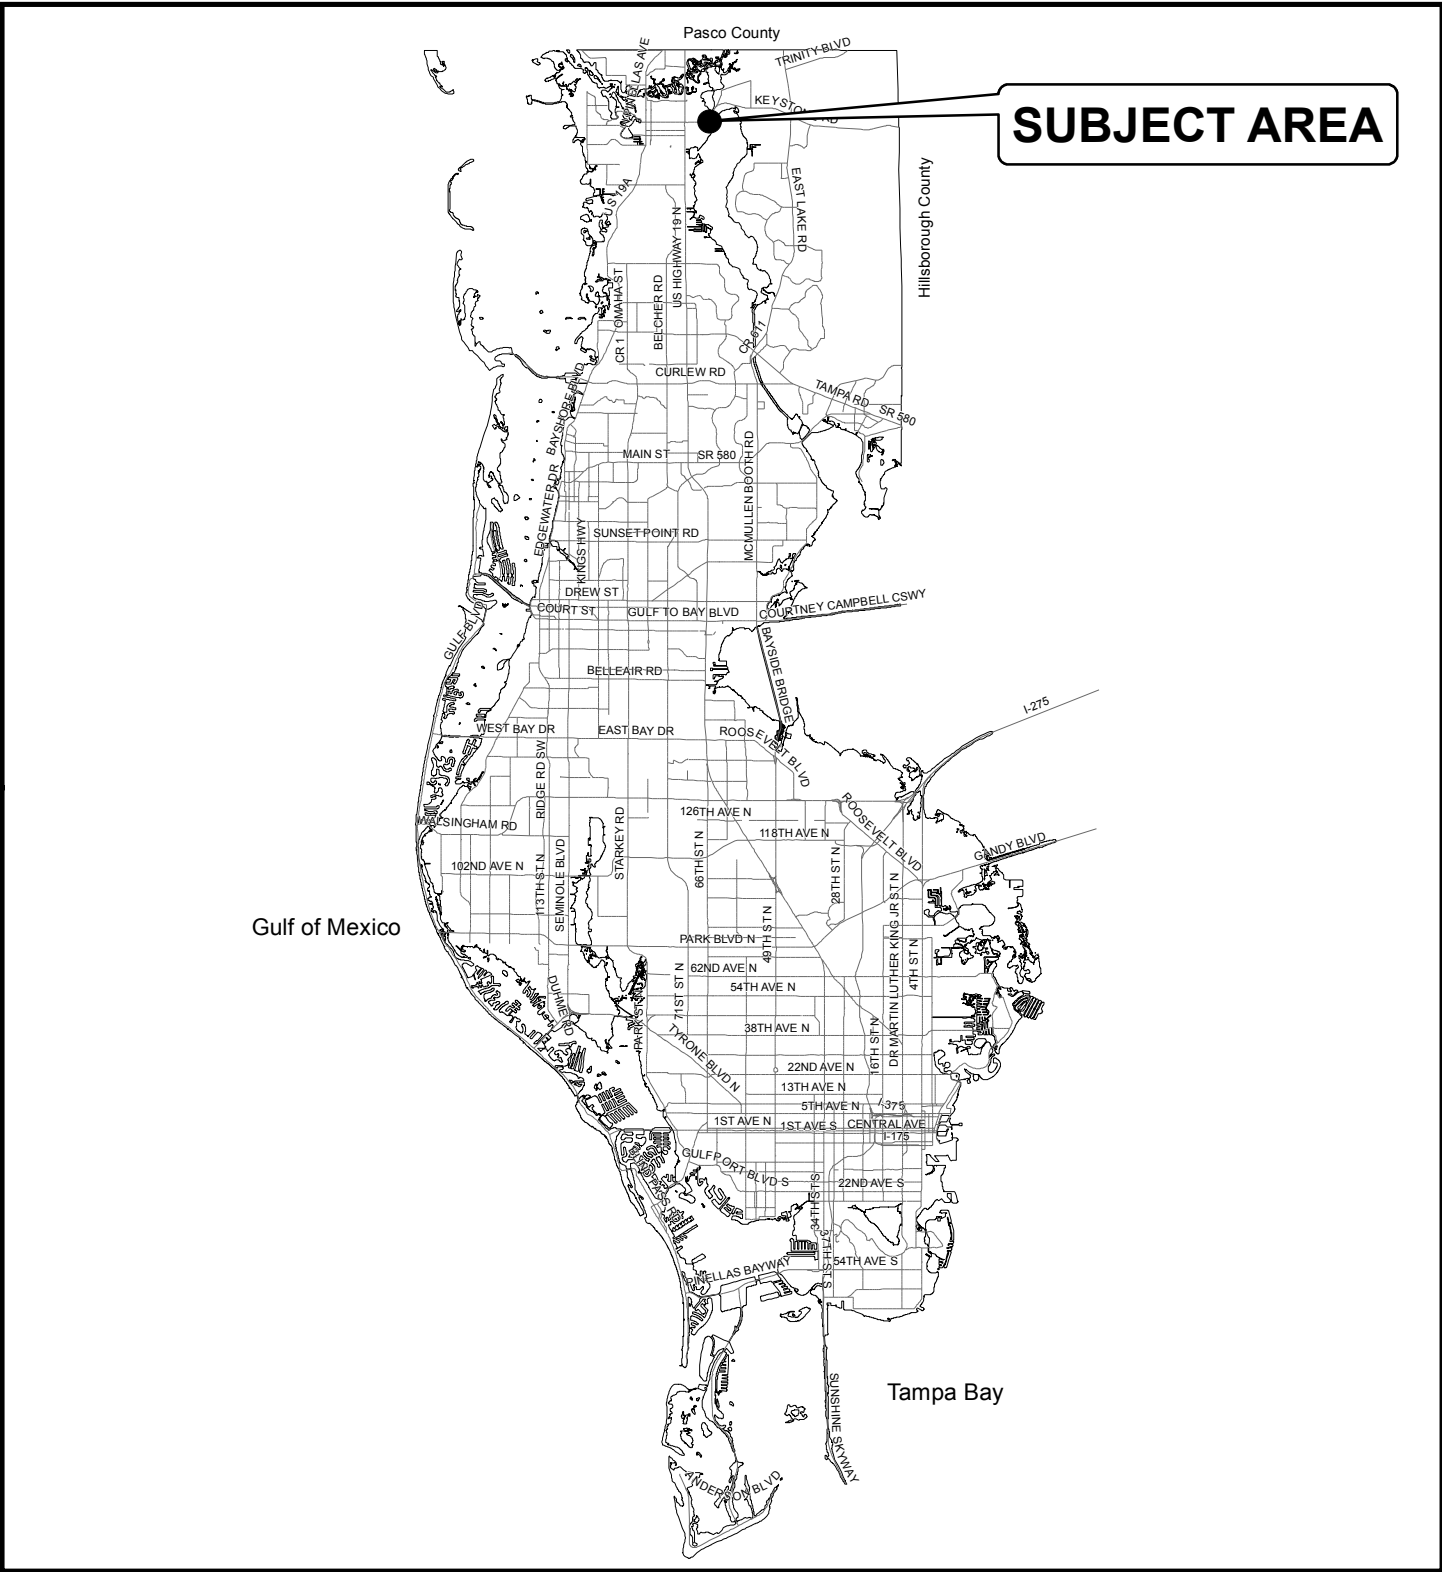 Pasco County
TRINITY BLVD
KEYSTONE RD
SUBJECT AREA
Hillsborough County
EAST LAKE RD
US 19A
US HIGHWAY 19 N
OMAHA ST
CR 1
BELCHER RD
CR 611
CURLEW RD
TAMPA RD
SR 580
BAYSHORE BLVD
MAIN ST
SR 580
MCMULLEN BOOTH RD
EDGEWATER DR
KINGS HWY
SUNSET POINT RD
DREW ST
COURT ST
GULF TO BAY BLVD
COURTNEY CAMPBELL CSWY
GULF BLVD
BAYSIDE BRIDGE
BELLEAIR RD
I-275
WEST BAY DR
EAST BAY DR
ROOSEVELT BLVD
RIDGE RD SW
WALSINGHAM RD
STARKEY RD
126TH AVE N
118TH AVE N
ROOSEVELT BLVD
GANDY BLVD
102ND AVE N
113TH ST N
SEMINOLE BLVD
66TH ST N
28TH ST N
DR MARTIN LUTHER KING JR ST N
Gulf of Mexico
PARK BLVD N
49TH ST N
4TH ST N
62ND AVE N
54TH AVE N
71ST ST N
DUHME RD
PARK ST N
TYRONE BLVD N
38TH AVE N
16TH ST N
22ND AVE N
13TH AVE N
5TH AVE N
I-375
1ST AVE N
1ST AVE S
CENTRAL AVE
I-175
GULFPORT BLVD S
22ND AVE S
34TH ST S
37TH ST S
54TH AVE S
PINELLAS BAYWAY
Tampa Bay
SUNSHINE SKYWAY
ANDERSON BLVD